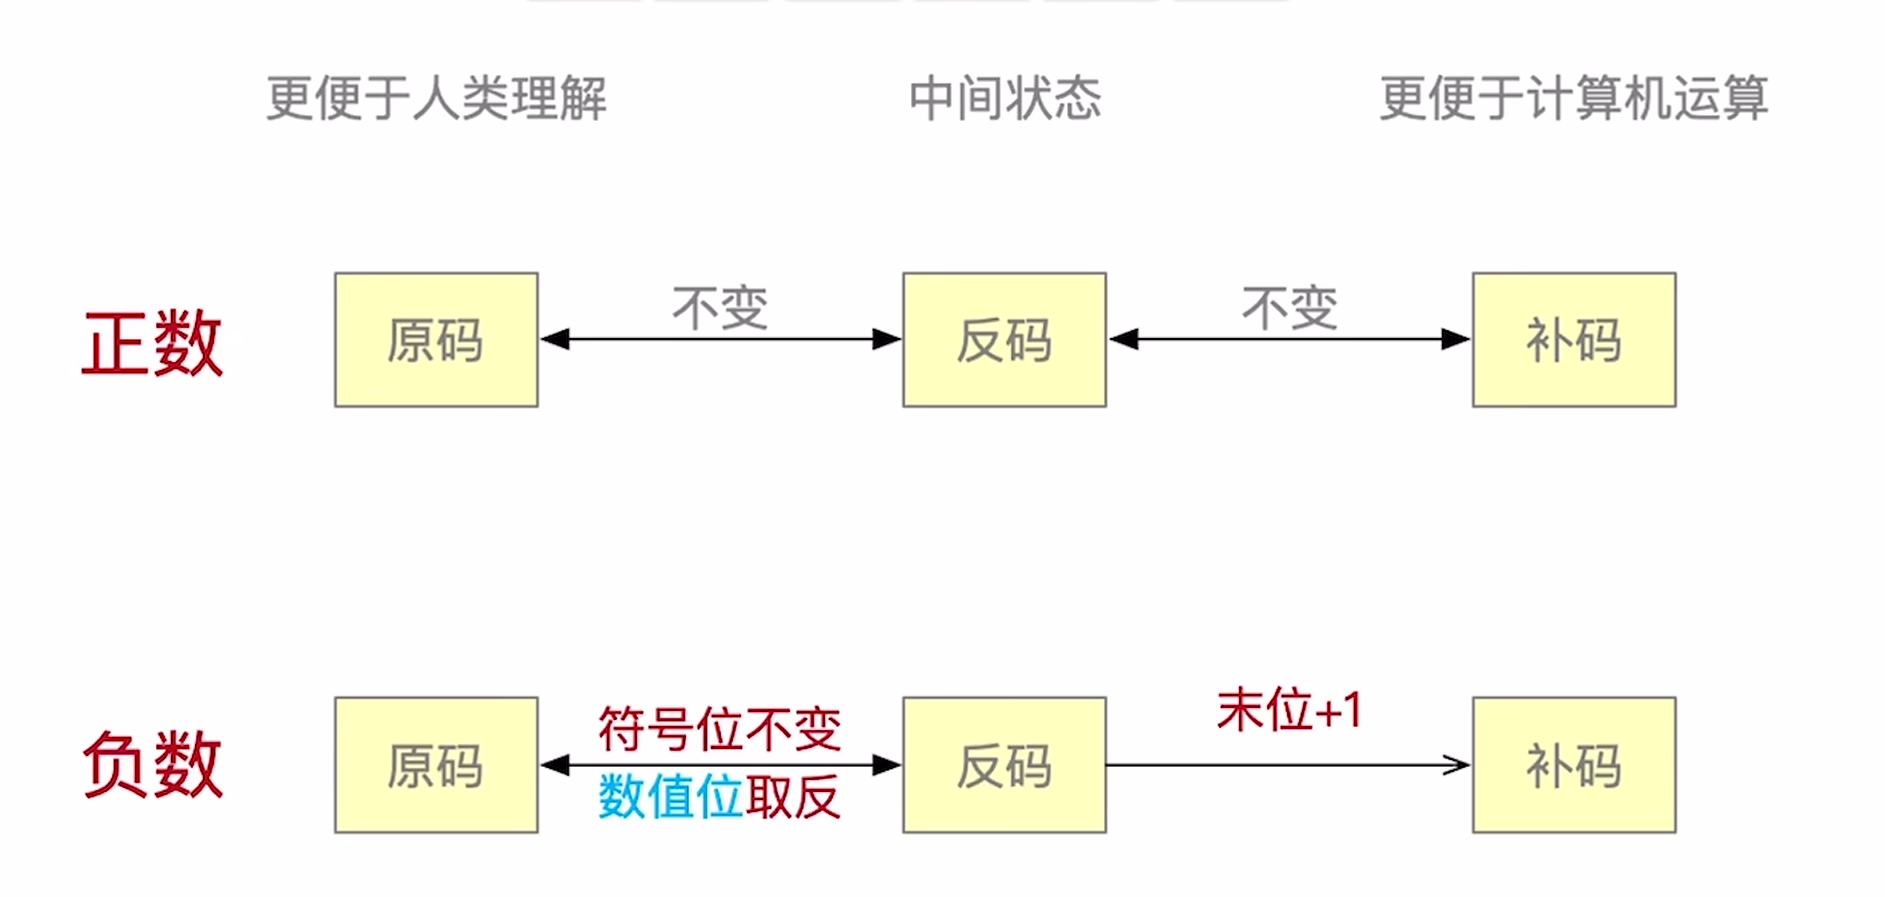 更便于人类理解
中间状态
更便于计算机运算
正数
原码
不变
反码
不变
补码
负数
原码
符号位不变
数值位取反
反码
末位+1
补码